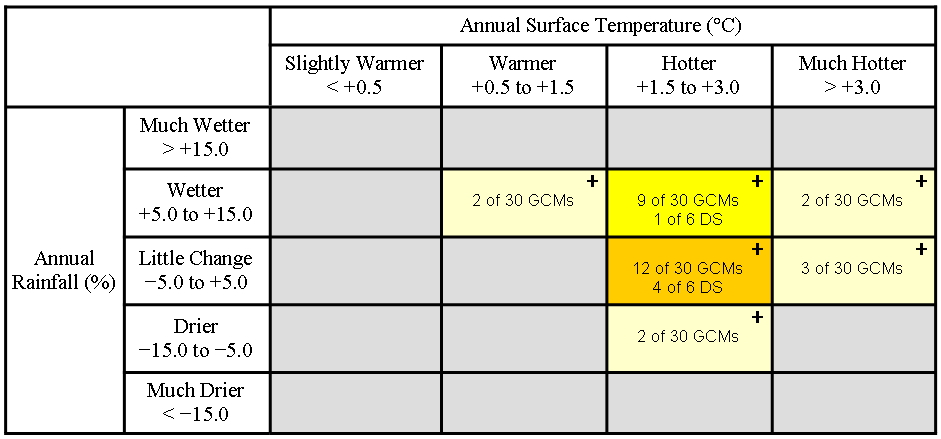 Annual Surface Temperature (°C)
Slightly Warmer
< +0.5
Warmer
+0.5 to +1.5
Hotter
+1.5 to +3.0
Much Hotter
> +3.0
Annual
Rainfall (%)
Much Wetter
> +15.0
Wetter
+5.0 to +15.0
+
2 of 30 GCMs
+
9 of 30 GCMs
1 of 6 DS
+
2 of 30 GCMs
Little Change
−5.0 to +5.0
+
12 of 30 GCMs
4 of 6 DS
+
3 of 30 GCMs
Drier
−15.0 to −5.0
+
2 of 30 GCMs
Much Drier
< −15.0